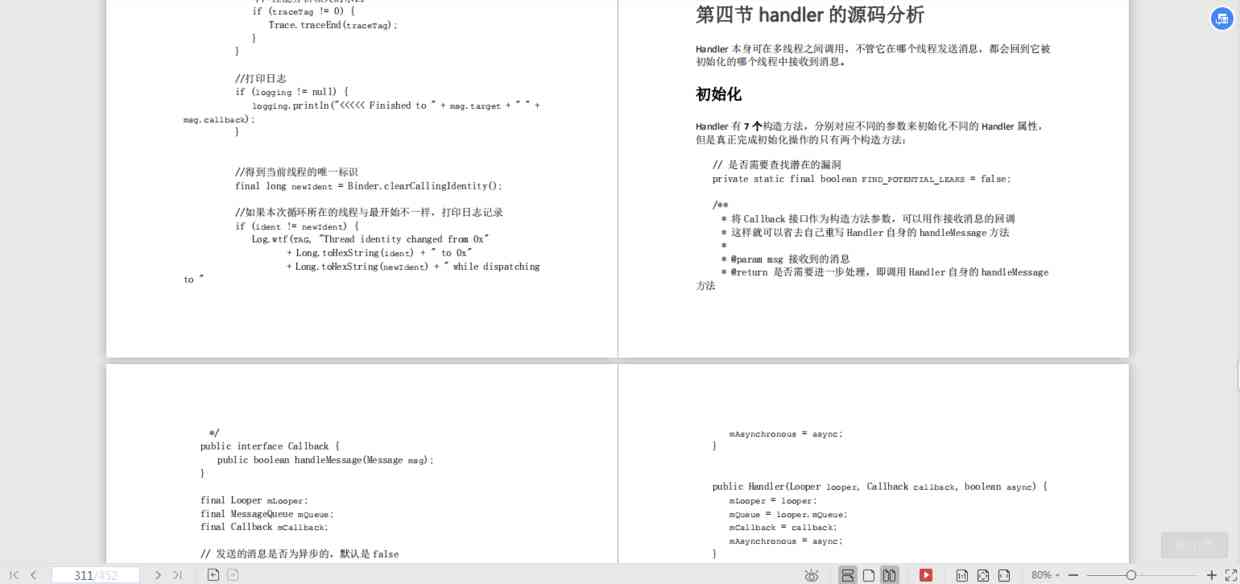 if (traceTag != 0) {
Trace.traceEnd(traceTag);
}
}
//打印日志
if (logging != null) {
logging.println("<<<<< Finished to " + msg.target + " " +
msg.callback);
}
//得到当前线程的唯一标识
final long newIdent = Binder.clearCallingIdentity();
//如果本次循环所在的线程与最开始不一样，打印日志记录
if (ident != newIdent) {
Log.wtf(TAG, "Thread identity changed from 0x"
+ Long.toHexString(ident) + " to 0x"
+ Long.toHexString(newIdent) + " while dispatching
to "
第四节 handler 的源码分析
Handler 本身可在多线程之间调用，不管它在哪个线程发送消息，都会回到它被
初始化的哪个线程中接收到消息。
初始化
Handler 有 7 个构造方法，分别对应不同的参数来初始化不同的 Handler 属性，
但是真正完成初始化操作的只有两个构造方法：
// 是否需要查找潜在的漏洞
private static final boolean FIND_POTENTIAL_LEAKS = false;
/**
* 将 Callback 接口作为构造方法参数，可以用作接收消息的回调
* 这样就可以省去自己重写 Handler 自身的 handleMessage 方法
*
* @param msg 接收到的消息
* @return 是否需要进一步处理，即调用 Handler 自身的 handleMessage
方法
*/
public interface Callback {
public boolean handleMessage(Message msg);
}
final Looper mLooper;
final MessageQueue mQueue;
final Callback mCallback;
// 发送的消息是否为异步的，默认是 false
mAsynchronous = async;
}
public Handler(Looper looper, Callback callback, boolean async) {
mLooper = looper;
mQueue = looper.mQueue;
mCallback = callback;
mAsynchronous = async;
}
311/452
80%